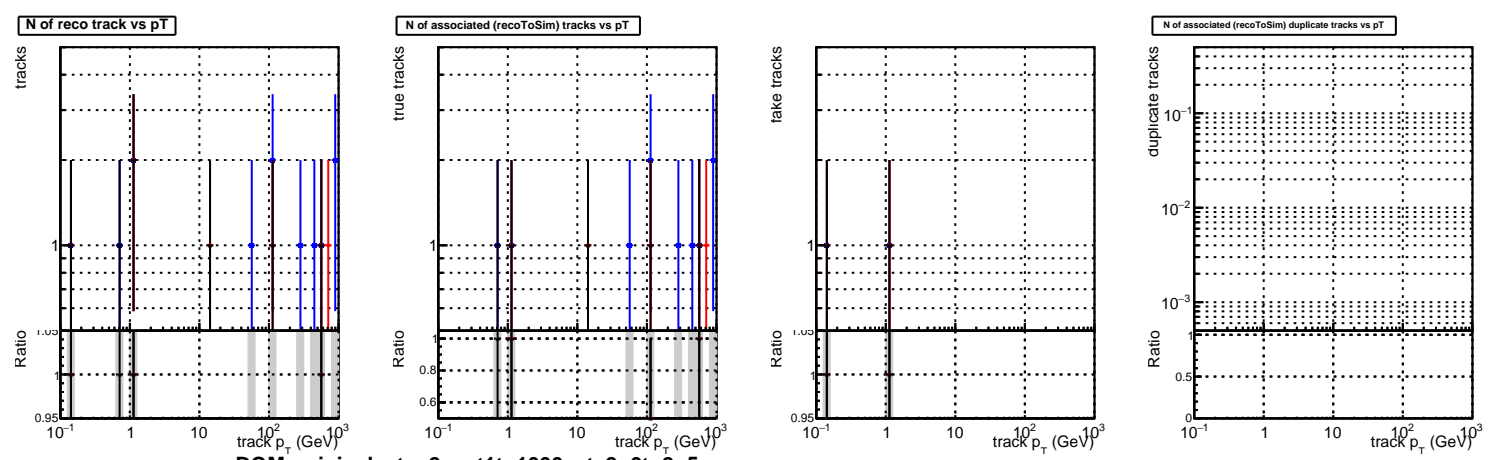 N of reco track vs pT
tracks
1
1.05
Ratio
1
0.95
10⁻¹ 1 10 10² 10³
track p_T (GeV)
N of associated (recoToSim) tracks vs pT
true tracks
1
Ratio
1
0.8
0.6
10⁻¹ 1 10 10² 10³
track p_T (GeV)
fake tracks
1
1.05
Ratio
1
0.95
10⁻¹ 1 10 10² 10³
track p_T (GeV)
N of associated (recoToSim) duplicate tracks vs pT
duplicate tracks
10⁻¹
10⁻²
10⁻³
Ratio
1
0.5
0
10⁻¹ 1 10 10² 10³
track p_T (GeV)